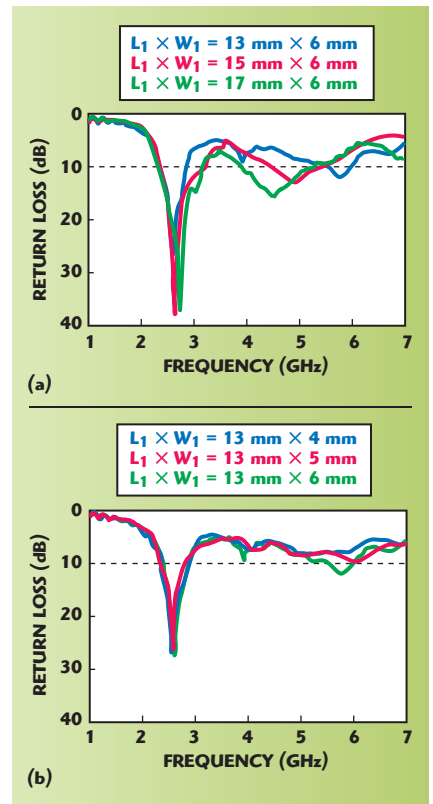 L1 × W1 = 13 mm × 6 mm
L1 × W1 = 15 mm × 6 mm
L1 × W1 = 17 mm × 6 mm
0
10
20
30
40
RETURN LOSS (dB)
1 2 3 4 5 6 7
FREQUENCY (GHz)
(a)
L1 × W1 = 13 mm × 4 mm
L1 × W1 = 13 mm × 5 mm
L1 × W1 = 13 mm × 6 mm
0
10
20
30
40
RETURN LOSS (dB)
1 2 3 4 5 6 7
FREQUENCY (GHz)
(b)